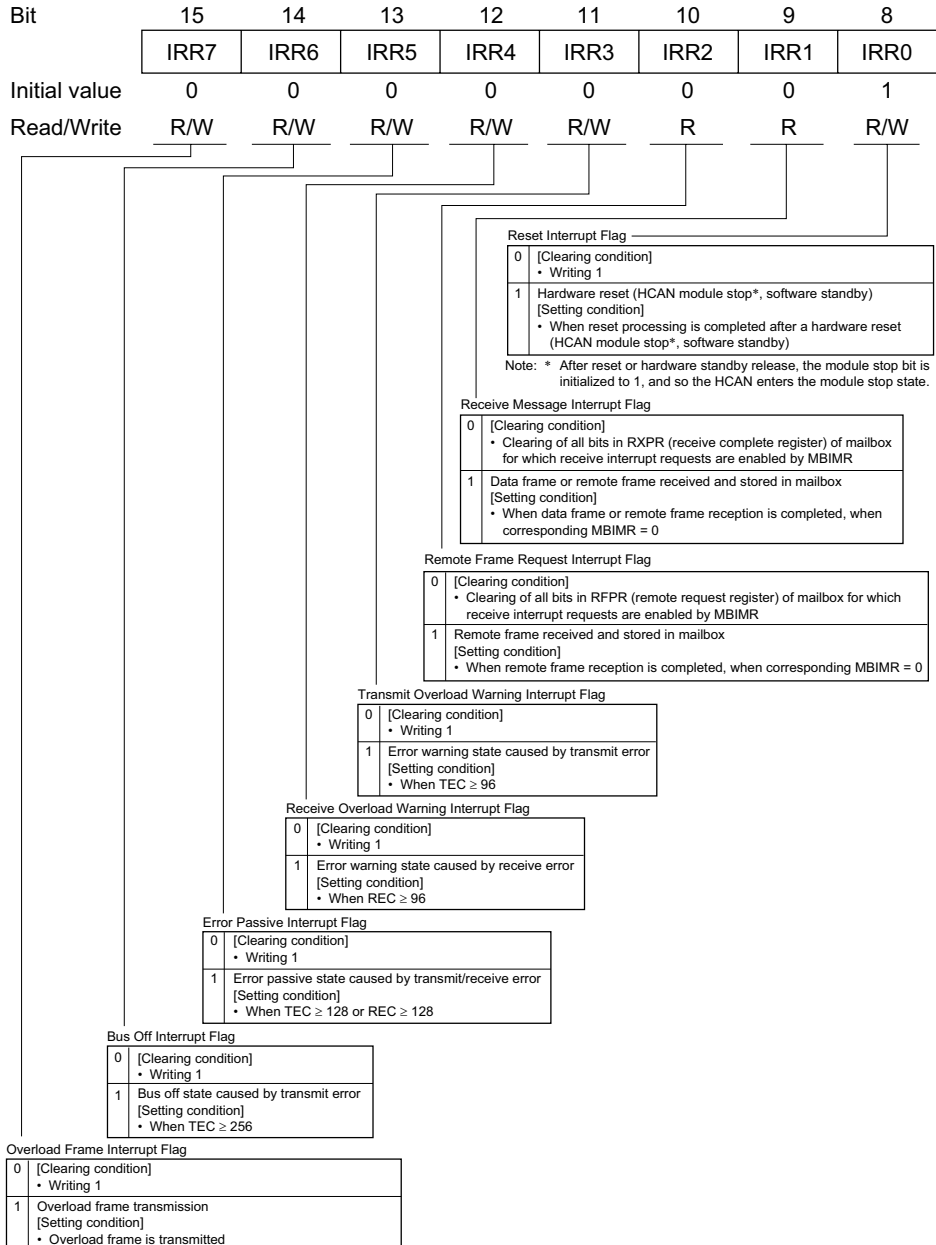 Bit 15 14 13 12 11 10 9 8
IRR7 IRR6 IRR5 IRR4 IRR3 IRR2 IRR1 IRR0
Initial value 0 0 0 0 0 0 0 1
Read/Write R/W R/W R/W R/W R/W R R R/W
Reset Interrupt Flag
0 [Clearing condition]
• Writing 1
1 Hardware reset (HCAN module stop*, software standby)
[Setting condition]
• When reset processing is completed after a hardware reset
(HCAN module stop*, software standby)
Note: * After reset or hardware standby release, the module stop bit is
initialized to 1, and so the HCAN enters the module stop state.
Receive Message Interrupt Flag
0 [Clearing condition]
• Clearing of all bits in RXPR (receive complete register) of mailbox
for which receive interrupt requests are enabled by MBIMR
1 Data frame or remote frame received and stored in mailbox
[Setting condition]
• When data frame or remote frame reception is completed, when
corresponding MBIMR = 0
Remote Frame Request Interrupt Flag
0 [Clearing condition]
• Clearing of all bits in RFPR (remote request register) of mailbox for which
receive interrupt requests are enabled by MBIMR
1 Remote frame received and stored in mailbox
[Setting condition]
• When remote frame reception is completed, when corresponding MBIMR = 0
Transmit Overload Warning Interrupt Flag
0 [Clearing condition]
• Writing 1
1 Error warning state caused by transmit error
[Setting condition]
• When TEC ≥ 96
Receive Overload Warning Interrupt Flag
0 [Clearing condition]
• Writing 1
1 Error warning state caused by receive error
[Setting condition]
• When REC ≥ 96
Error Passive Interrupt Flag
0 [Clearing condition]
• Writing 1
1 Error passive state caused by transmit/receive error
[Setting condition]
• When TEC ≥ 128 or REC ≥ 128
Bus Off Interrupt Flag
0 [Clearing condition]
• Writing 1
1 Bus off state caused by transmit error
[Setting condition]
• When TEC ≥ 256
Overload Frame Interrupt Flag
0 [Clearing condition]
• Writing 1
1 Overload frame transmission
[Setting condition]
• Overload frame is transmitted